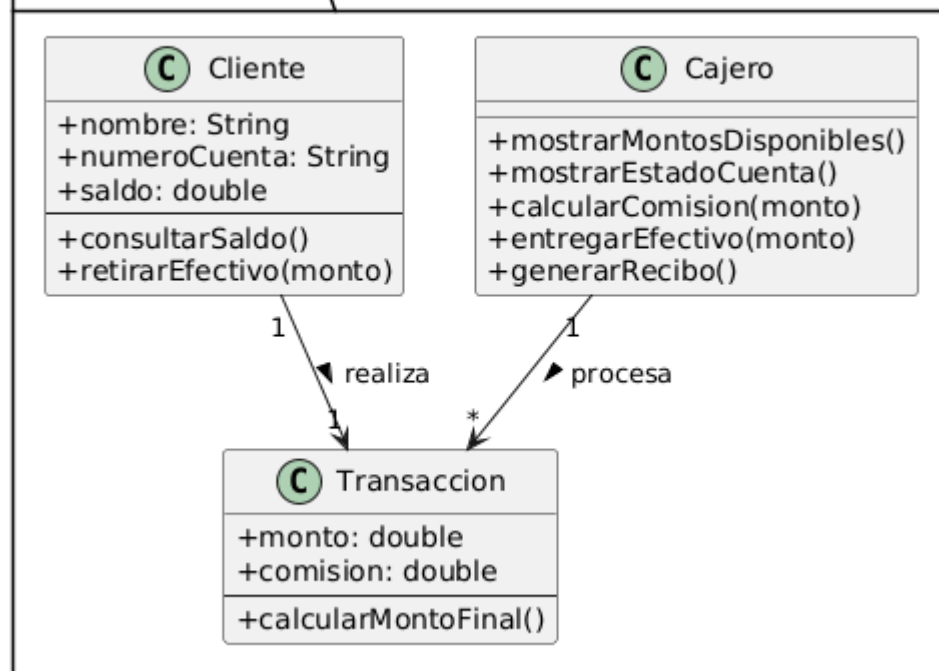 C Cliente
+nombre: String
+numeroCuenta: String
+saldo: double
+consultarSaldo()
+retirarEfectivo(monto)
C Cajero
+mostrarMontosDisponibles()
+mostrarEstadoCuenta()
+calcularComision(monto)
+entregarEfectivo(monto)
+generarRecibo()
1
realiza
1
1
procesa
*
C Transaccion
+monto: double
+comision: double
+calcularMontoFinal()